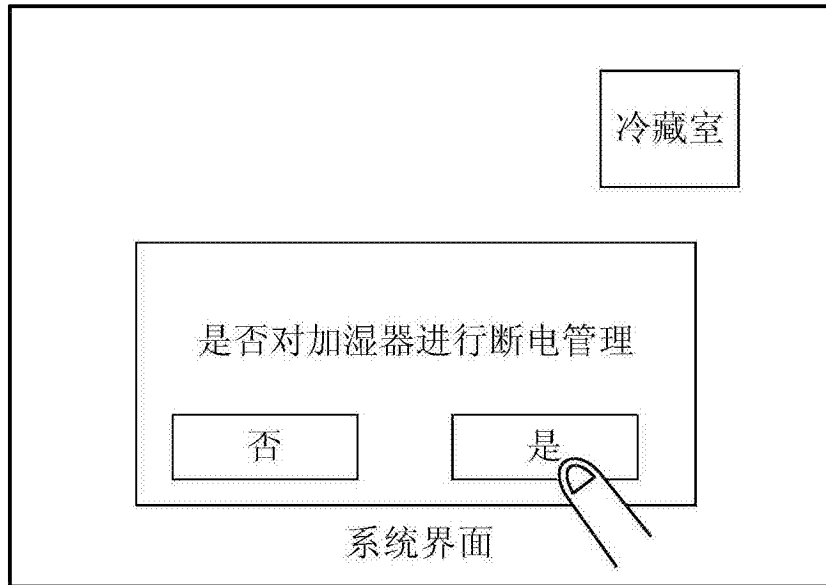 冷藏室
是否对加湿器进行断电管理
否
是
系统界面